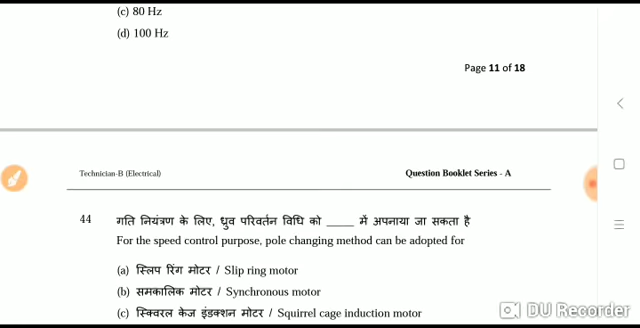 (c) 80 Hz
(d) 100 Hz
Page 11 of 18
Technician-B (Electrical)
Question Booklet Series - A
44 गति नियंत्रण के लिए, ध्रुव परिवर्तन विधि को _____ में अपनाया जा सकता है
For the speed control purpose, pole changing method can be adopted for
(a) स्लिप रिंग मोटर / Slip ring motor
(b) समकालिक मोटर / Synchronous motor
(c) स्क्विरल केज इंडक्शन मोटर / Squirrel cage induction motor
DU Recorder